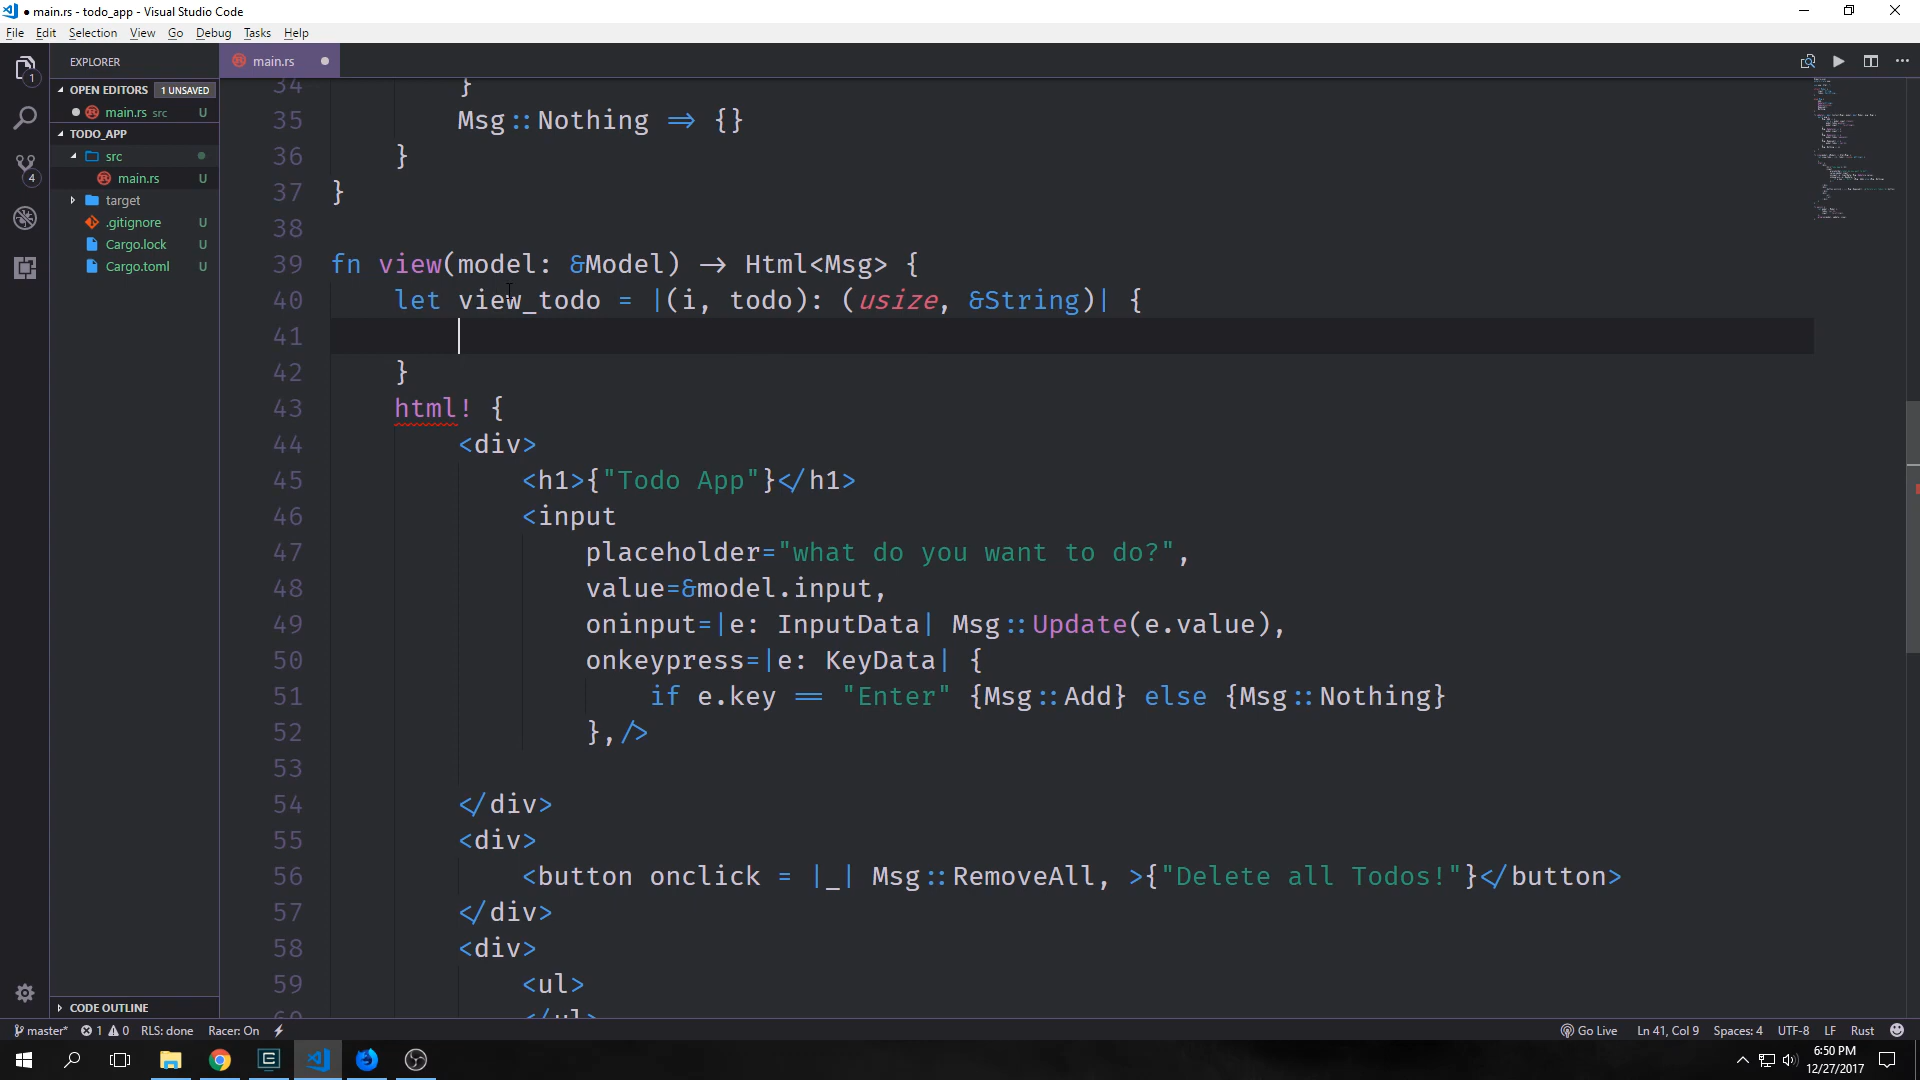 main.rs - todo_app - Visual Studio Code
File Edit Selection View Go Debug Tasks Help
EXPLORER
main.rs
OPEN EDITORS 1 UNSAVED
main.rs src U
TODO_APP
src
main.rs U
target
.gitignore U
Cargo.lock U
Cargo.toml U
CODE OUTLINE
1
4
34 }
35 Msg::Nothing => {}
36 }
37 }
38
39 fn view(model: &Model) -> Html<Msg> {
40 let view_todo = |(i, todo): (usize, &String)| {
41
42 }
43 html! {
44 <div>
45 <h1>{"Todo App"}</h1>
46 <input
47 placeholder="what do you want to do?",
48 value=&model.input,
49 oninput=|e: InputData| Msg::Update(e.value),
50 onkeypress=|e: KeyData| {
51 if e.key == "Enter" {Msg::Add} else {Msg::Nothing}
52 },/>
53
54 </div>
55 <div>
56 <button onclick = |_| Msg::RemoveAll, >{"Delete all Todos!"}</button>
57 </div>
58 <div>
59 <ul>
60 </ul>
master* 1 0 RLS: done Racer: On Go Live Ln 41, Col 9 Spaces: 4 UTF-8 LF Rust
6:50 PM
12/27/2017